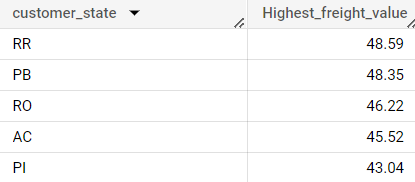 customer_state Highest_freight_value
RR 48.59
PB 48.35
RO 46.22
AC 45.52
PI 43.04